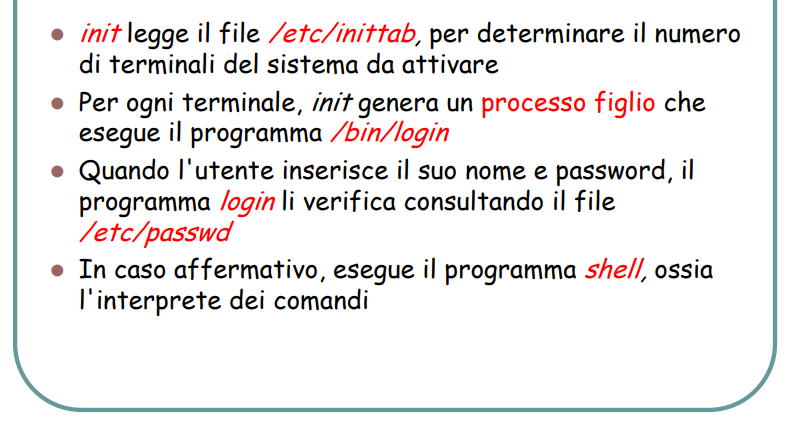 • init legge il file /etc/inittab, per determinare il numero
di terminali del sistema da attivare
• Per ogni terminale, init genera un processo figlio che
esegue il programma /bin/login
• Quando l'utente inserisce il suo nome e password, il
programma login li verifica consultando il file
/etc/passwd
• In caso affermativo, esegue il programma shell, ossia
l'interprete dei comandi